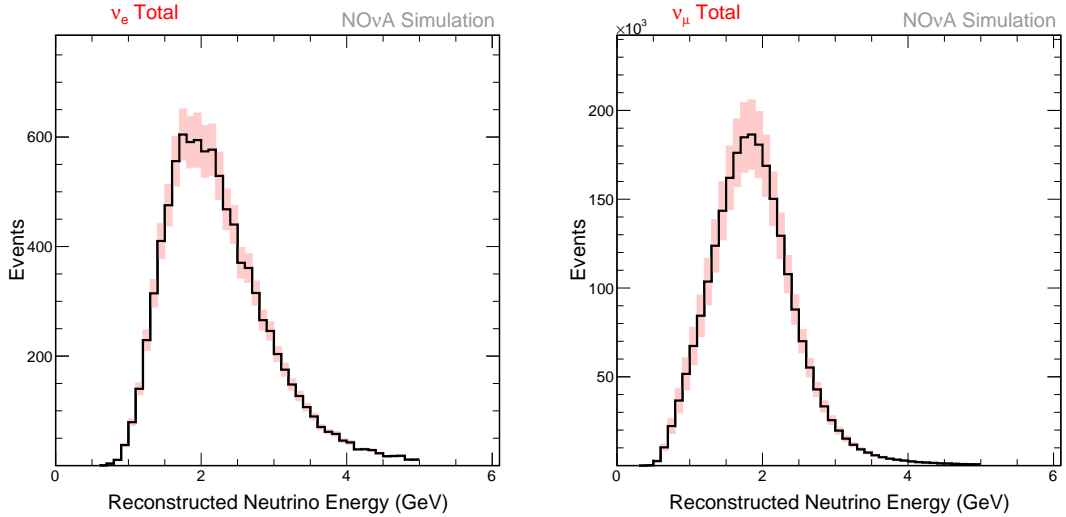 νe Total
NOνA Simulation
Events
600
400
200
0
2
4
6
Reconstructed Neutrino Energy (GeV)
νμ Total
NOνA Simulation
×10³
Events
200
150
100
50
0
2
4
6
Reconstructed Neutrino Energy (GeV)